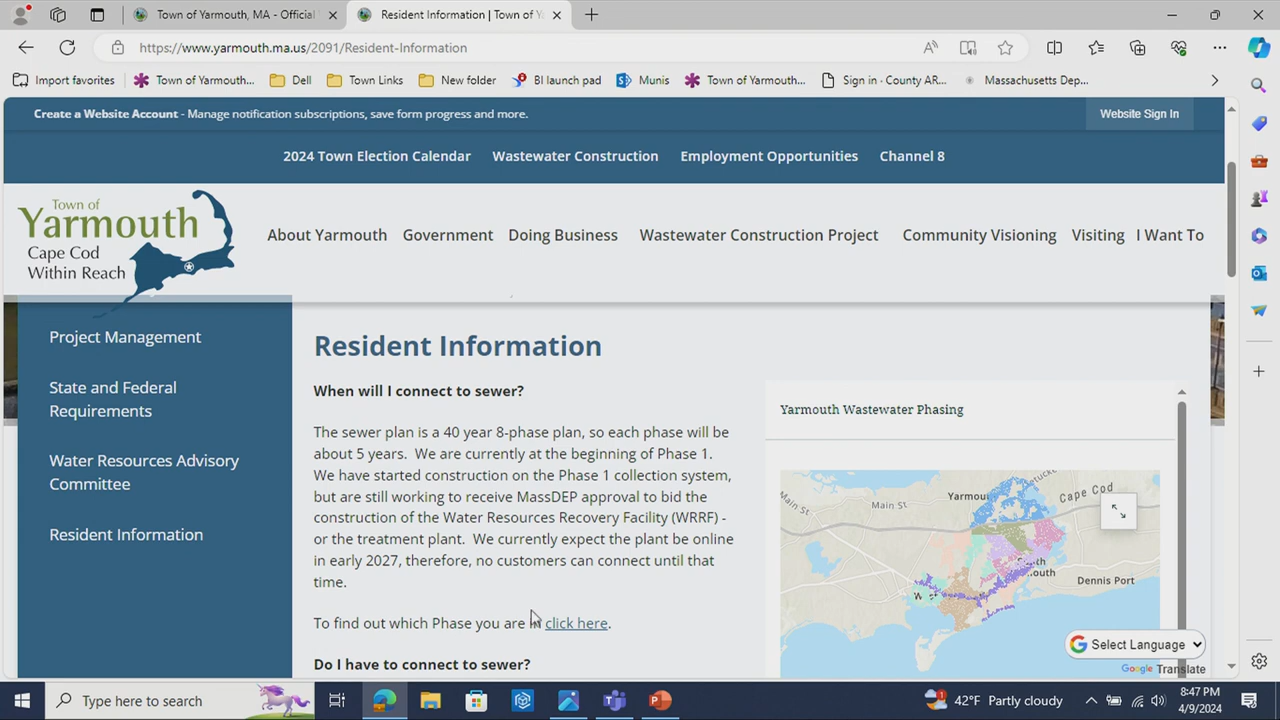 Town of Yarmouth, MA - Official
Resident Information | Town of Y
https://www.yarmouth.ma.us/2091/Resident-Information
Import favorites
Town of Yarmouth...
Dell
Town Links
New folder
BI launch pad
Munis
Town of Yarmouth...
Sign in - County AR...
Massachusetts Dep...
Create a Website Account - Manage notification subscriptions, save form progress and more.
Website Sign In
2024 Town Election Calendar
Wastewater Construction
Employment Opportunities
Channel 8
Town of
Yarmouth
Cape Cod
Within Reach
About Yarmouth
Government
Doing Business
Wastewater Construction Project
Community Visioning
Visiting
I Want To
Project Management
State and Federal
Requirements
Water Resources Advisory
Committee
Resident Information
Resident Information
When will I connect to sewer?
The sewer plan is a 40 year 8-phase plan, so each phase will be
about 5 years. We are currently at the beginning of Phase 1.
We have started construction on the Phase 1 collection system,
but are still working to receive MassDEP approval to bid the
construction of the Water Resources Recovery Facility (WRRF) -
or the treatment plant. We currently expect the plant be online
in early 2027, therefore, no customers can connect until that
time.
To find out which Phase you are in click here.
Do I have to connect to sewer?
Yarmouth Wastewater Phasing
Main St
Main St
Yarmou
Cape Cod
outh
Dennis Port
Select Language
Google Translate
Type here to search
42°F Partly cloudy
8:47 PM
4/9/2024